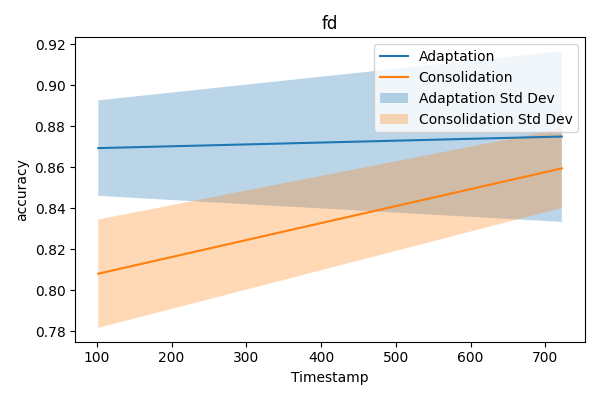 fd
Adaptation
Consolidation
Adaptation Std Dev
Consolidation Std Dev
accuracy
0.92
0.90
0.88
0.86
0.84
0.82
0.80
0.78
100 200 300 400 500 600 700
Timestamp